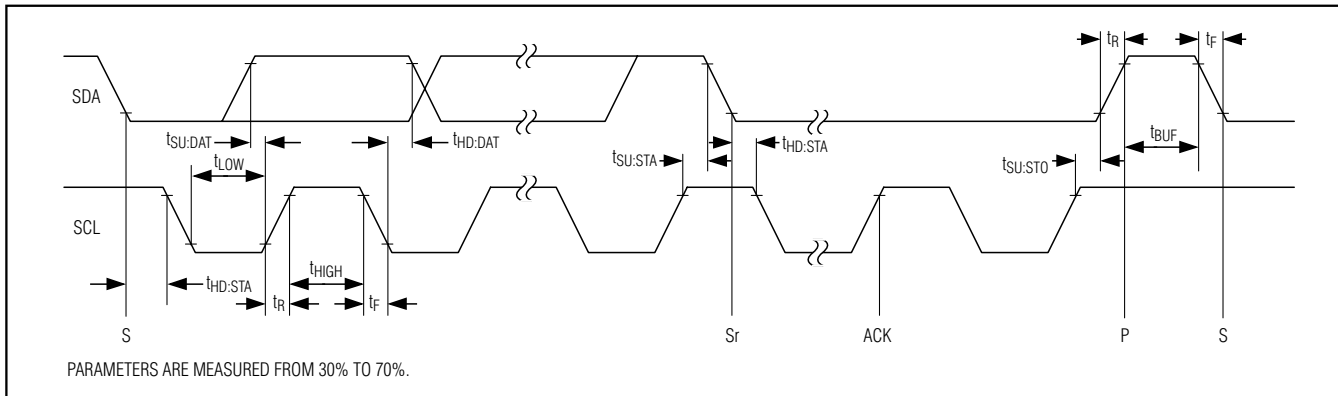 tR tF
SDA
tSU:DAT tHD:DAT tBUF
tLOW tSU:STA tHD:STA tSU:STO
SCL
tHIGH
tHD:STA tR tF
S Sr ACK P S
PARAMETERS ARE MEASURED FROM 30% TO 70%.